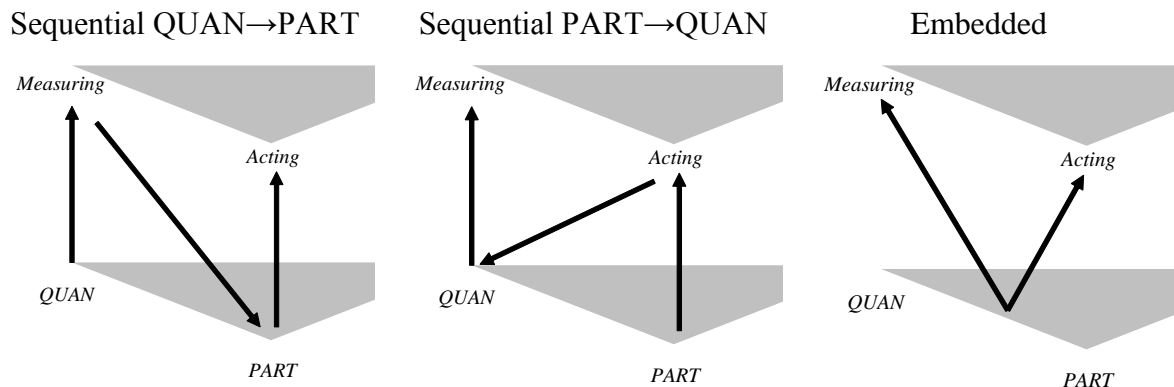 Sequential QUAN→PART
Measuring
Acting
QUAN
PART
Sequential PART→QUAN
Measuring
Acting
QUAN
PART
Embedded
Measuring
Acting
QUAN
PART